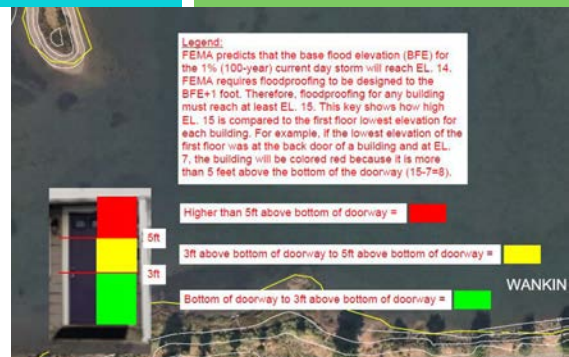 Legend:
FEMA predicts that the base flood elevation (BFE) for
the 1% (100-year) current day storm will reach EL. 14.
FEMA requires floodproofing to be designed to the
BFE+1 foot. Therefore, floodproofing for any building
must reach at least EL. 15. This key shows how high
EL. 15 is compared to the first floor lowest elevation for
each building. For example, if the lowest elevation of the
first floor was at the back door of a building and at EL.
7, the building will be colored red because it is more
than 5 feet above the bottom of the doorway (15-7=8).
Higher than 5ft above bottom of doorway =
5ft
3ft above bottom of doorway to 5ft above bottom of doorway =
3ft
WANKIN
Bottom of doorway to 3ft above bottom of doorway =